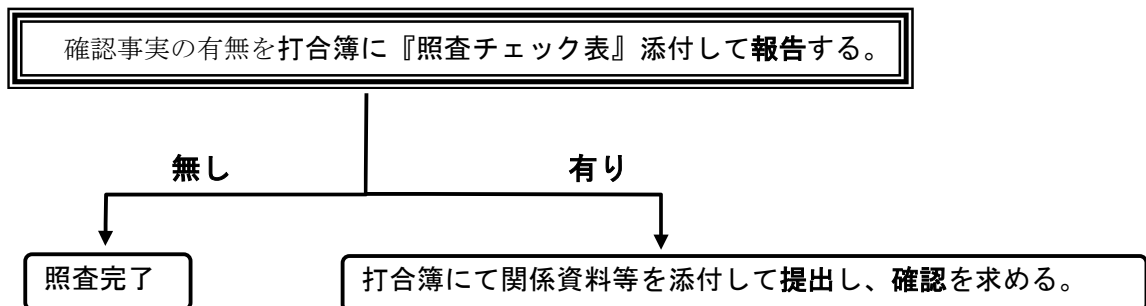 確認事実の有無を打合簿に『照査チェック表』添付して報告する。
無し
有り
照査完了
打合簿にて関係資料等を添付して提出し、確認を求める。